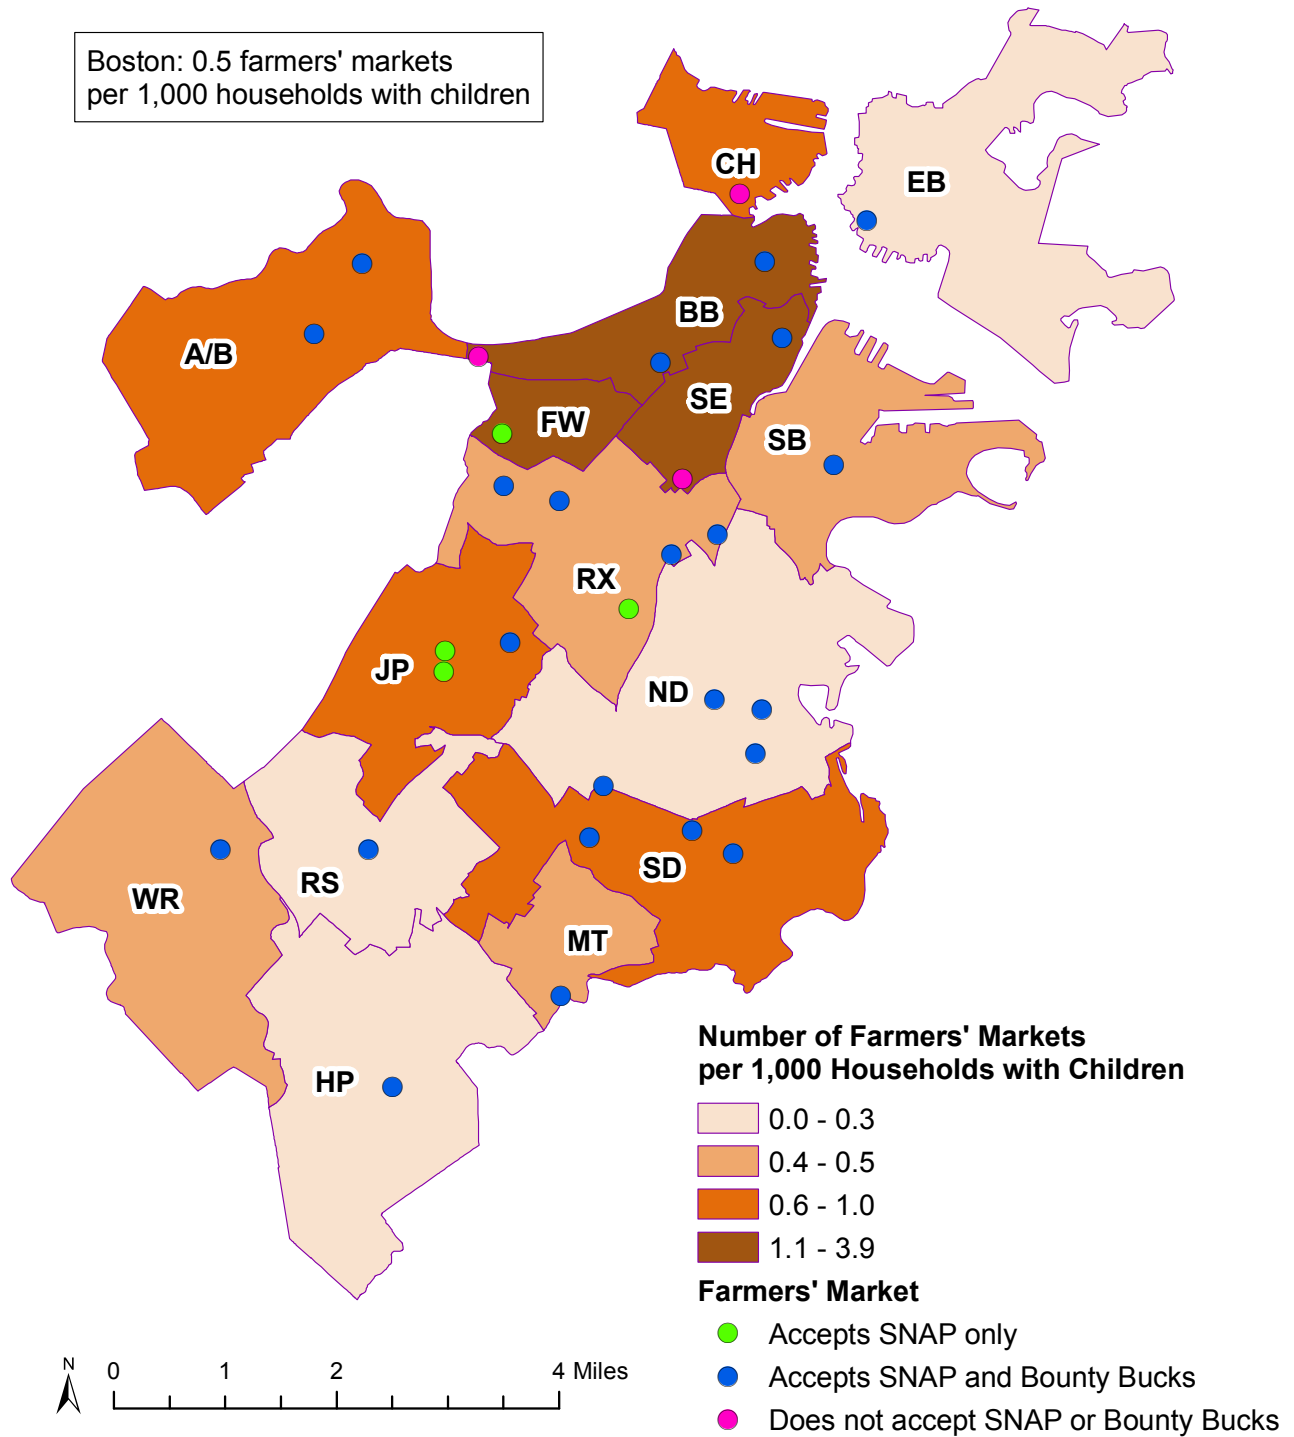 Boston: 0.5 farmers' markets
per 1,000 households with children
CH
EB
BB
A/B
SE
FW
SB
RX
JP
ND
SD
RS
WR
MT
HP
Number of Farmers' Markets
per 1,000 Households with Children
0.0 - 0.3
0.4 - 0.5
0.6 - 1.0
1.1 - 3.9
Farmers' Market
Accepts SNAP only
Accepts SNAP and Bounty Bucks
Does not accept SNAP or Bounty Bucks
N
0 1 2 4 Miles